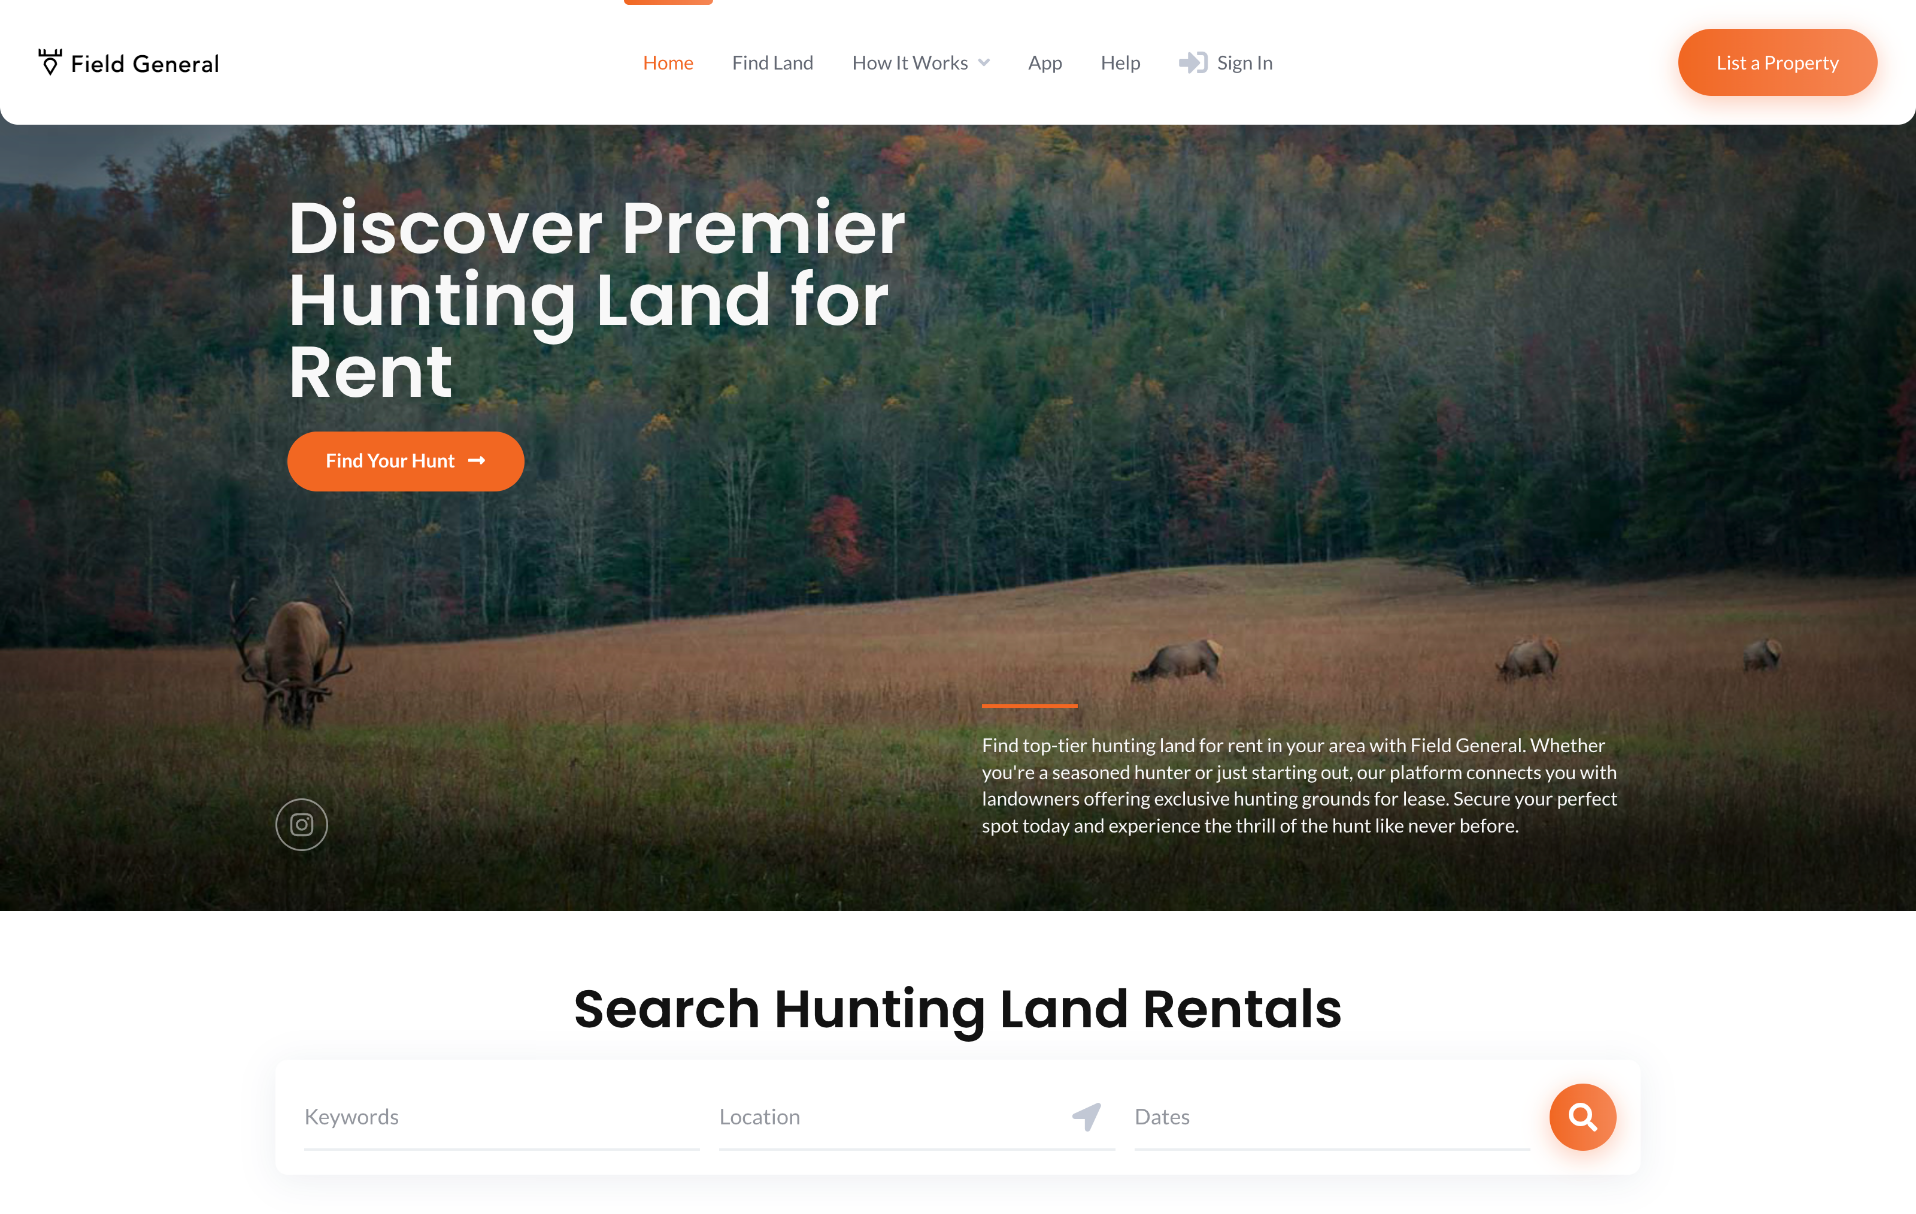 Field General
Home
Find Land
How It Works
App
Help
Sign In
List a Property
Discover Premier
Hunting Land for
Rent
Find Your Hunt
Find top-tier hunting land for rent in your area with Field General. Whether
you're a seasoned hunter or just starting out, our platform connects you with
landowners offering exclusive hunting grounds for lease. Secure your perfect
spot today and experience the thrill of the hunt like never before.
Search Hunting Land Rentals
Keywords
Location
Dates